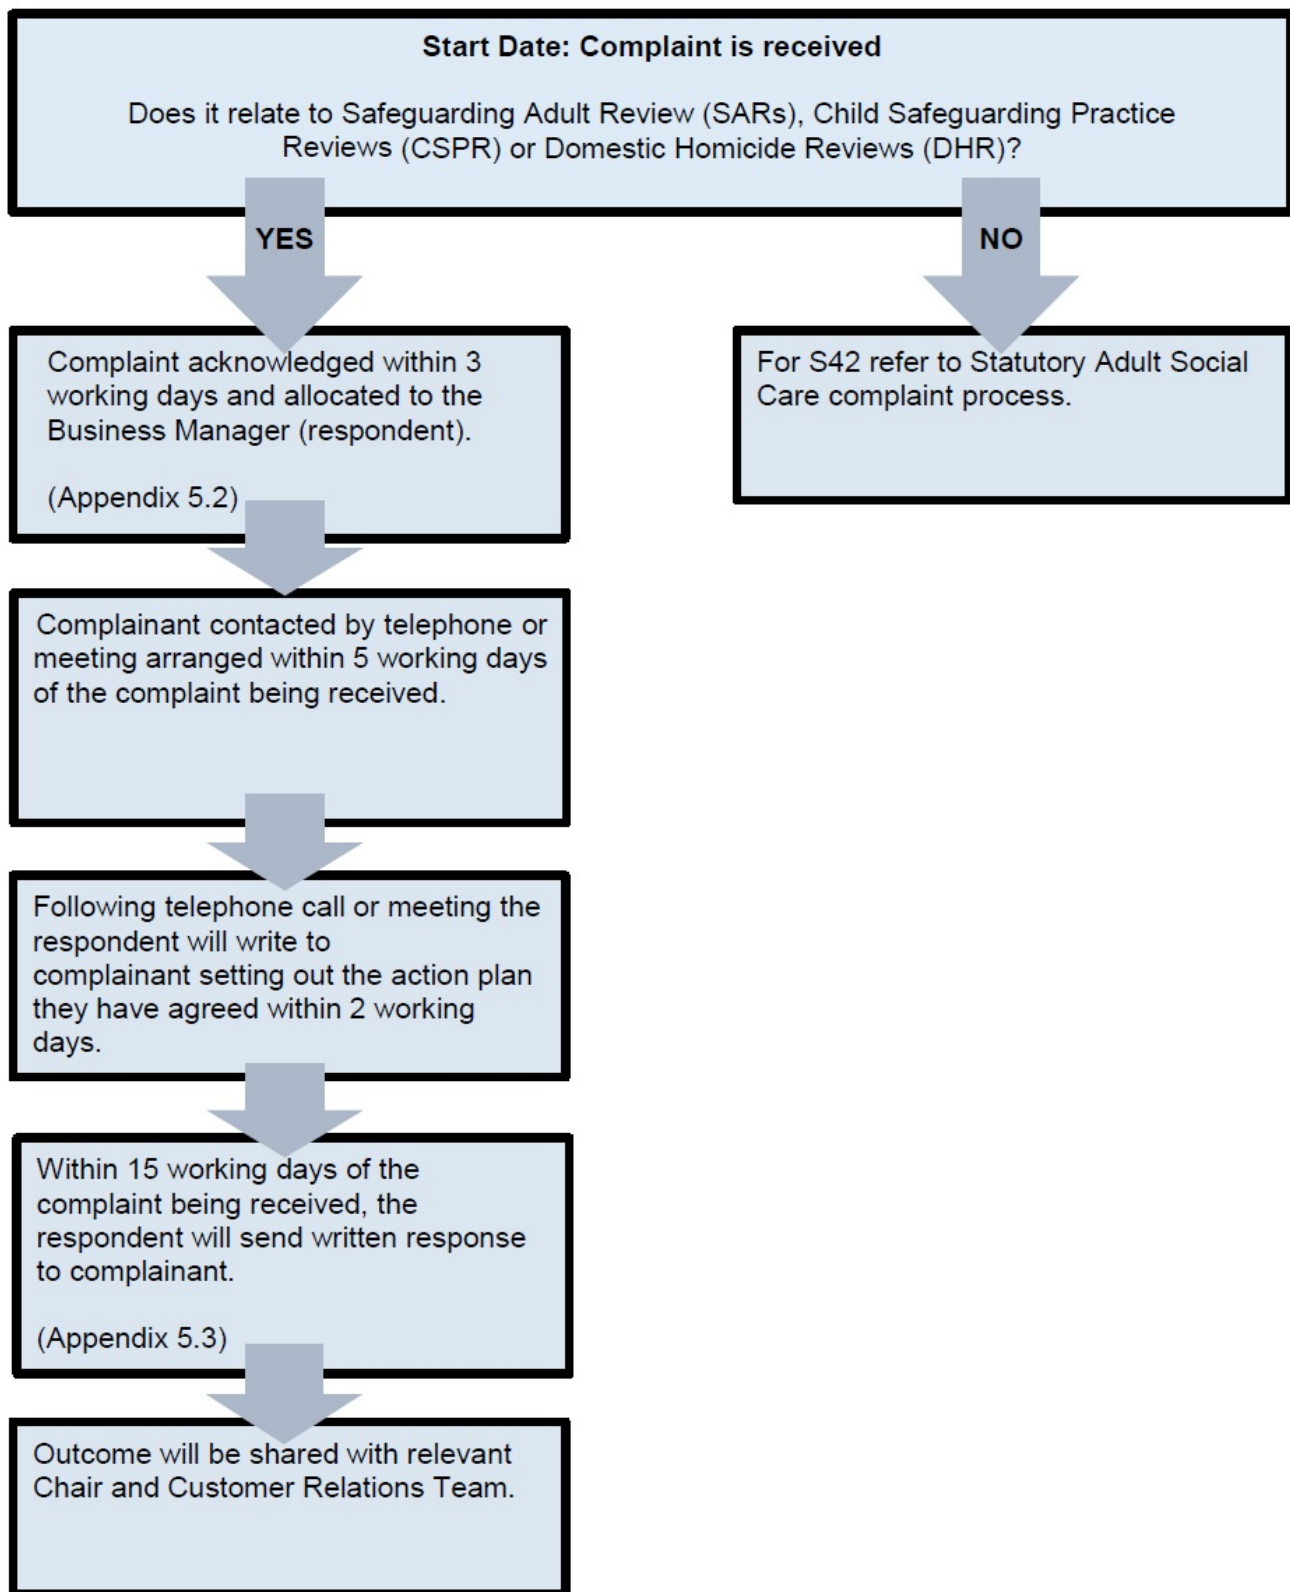 Start Date: Complaint is received
Does it relate to Safeguarding Adult Review (SARs), Child Safeguarding Practice
Reviews (CSPR) or Domestic Homicide Reviews (DHR)?
YES
NO
Complaint acknowledged within 3
working days and allocated to the
Business Manager (respondent).
(Appendix 5.2)
For S42 refer to Statutory Adult Social
Care complaint process.
Complainant contacted by telephone or
meeting arranged within 5 working days
of the complaint being received.
Following telephone call or meeting the
respondent will write to
complainant setting out the action plan
they have agreed within 2 working
days.
Within 15 working days of the
complaint being received, the
respondent will send written response
to complainant.
(Appendix 5.3)
Outcome will be shared with relevant
Chair and Customer Relations Team.